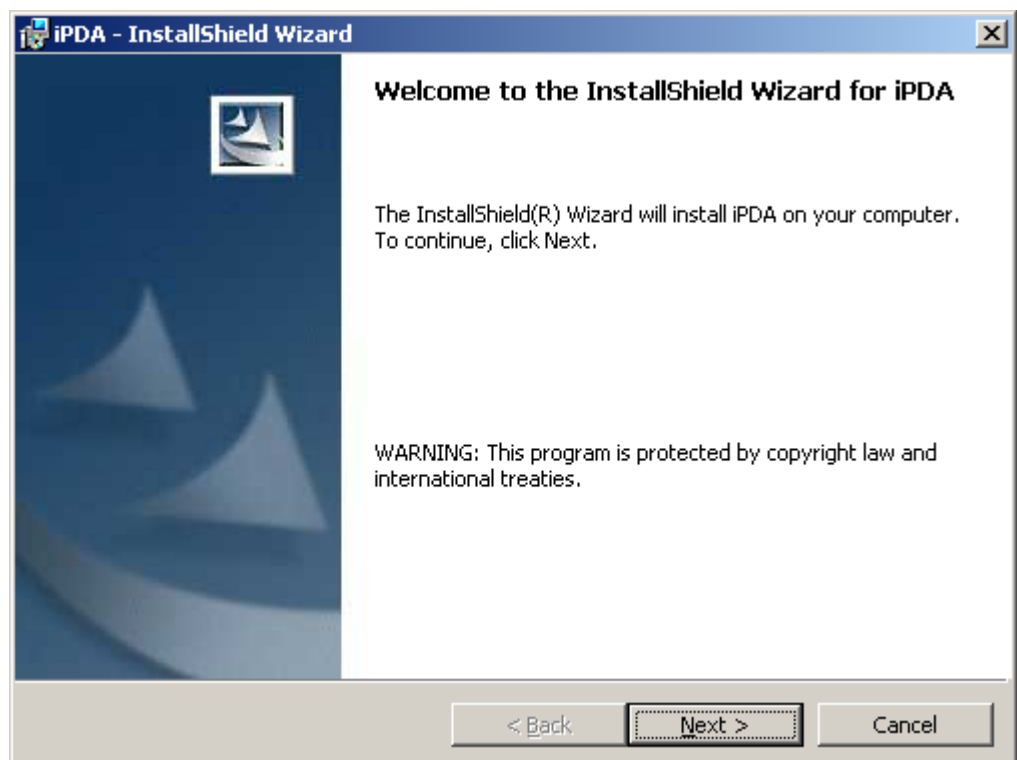 iPDA - InstallShield Wizard
Welcome to the InstallShield Wizard for iPDA
The InstallShield(R) Wizard will install iPDA on your computer.
To continue, click Next.
WARNING: This program is protected by copyright law and
international treaties.
< Back
Next >
Cancel